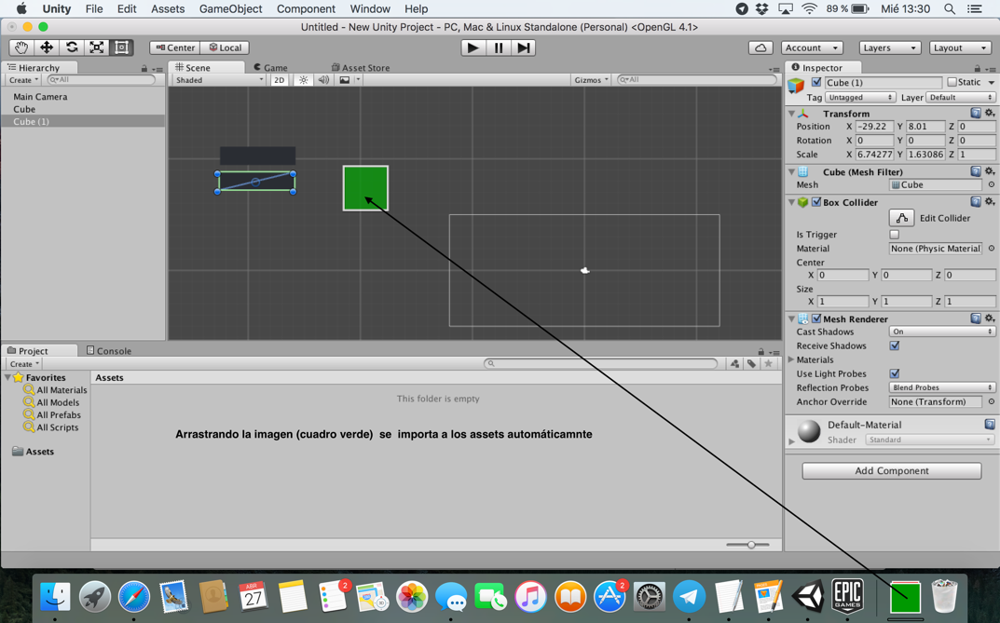 Unity File Edit Assets GameObject Component Window Help 89 % Mié 13:30
Untitled - New Unity Project - PC, Mac & Linux Standalone (Personal) <OpenGL 4.1>
Center Local Account Layers Layout
Hierarchy
Create All
Main Camera
Cube
Cube (1)
Scene Game Asset Store
Shaded 2D Gizmos All
Inspector
Cube (1) Static
Tag Untagged Layer Default
Transform
Position X -29.22 Y 8.01 Z 0
Rotation X 0 Y 0 Z 0
Scale X 6.74277 Y 1.63086 Z 1
Cube (Mesh Filter)
Mesh Cube
Box Collider
Edit Collider
Is Trigger
Material None (Physic Material
Center
X 0 Y 0 Z 0
Size
X 1 Y 1 Z 1
Mesh Renderer
Cast Shadows On
Receive Shadows
Materials
Use Light Probes
Reflection Probes Blend Probes
Anchor Override None (Transform)
Default-Material
Shader Standard
Add Component
Project Console
Create
Favorites
All Materials
All Models
All Prefabs
All Scripts
Assets
Assets
This folder is empty
Arrastrando la imagen (cuadro verde) se importa a los assets automáticamnte
ABR
27
2
2
EPIC
GAMES